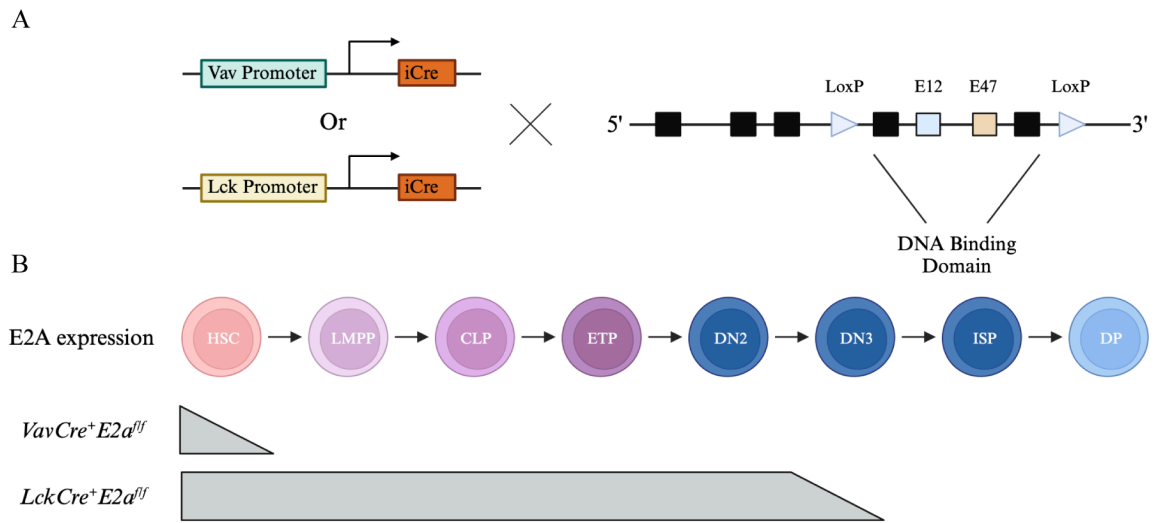 A
Vav Promoter iCre
Or
Lck Promoter iCre
LoxP E12 E47 LoxP
5' 3'
DNA Binding
Domain
B
E2A expression HSC LMPP CLP ETP DN2 DN3 ISP DP
VavCre+E2af/f
LckCre+E2af/f